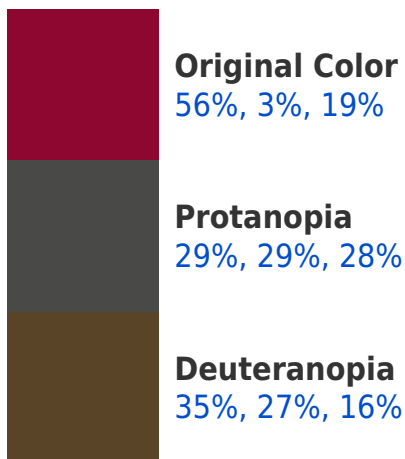 Original Color
56%, 3%, 19%
Protanopia
29%, 29%, 28%
Deuteranopia
35%, 27%, 16%